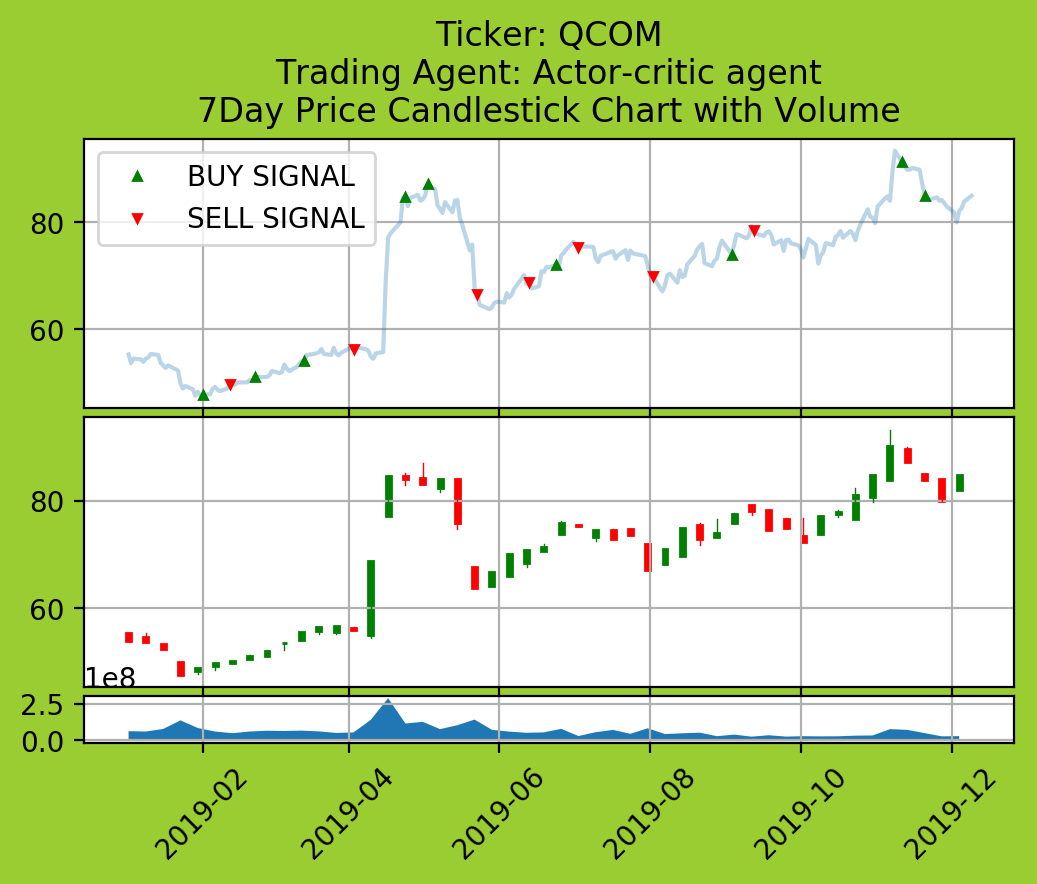 Ticker: QCOM
Trading Agent: Actor-critic agent
7Day Price Candlestick Chart with Volume
BUY SIGNAL
SELL SIGNAL
80
60
80
60
1e8
2.5
0.0
2019-02
2019-04
2019-06
2019-08
2019-10
2019-12